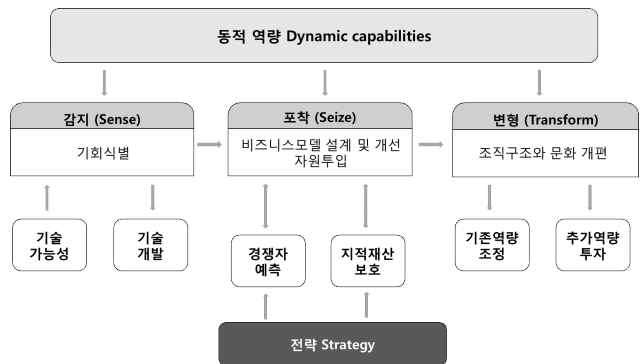 동적 역량 Dynamic capabilities
감지 (Sense)
기회식별
포착 (Seize)
비즈니스모델 설계 및 개선
자원투입
변형 (Transform)
조직구조와 문화 개편
기술
가능성
기술
개발
경쟁자
예측
지적재산
보호
기존역량
조정
추가역량
투자
전략 Strategy